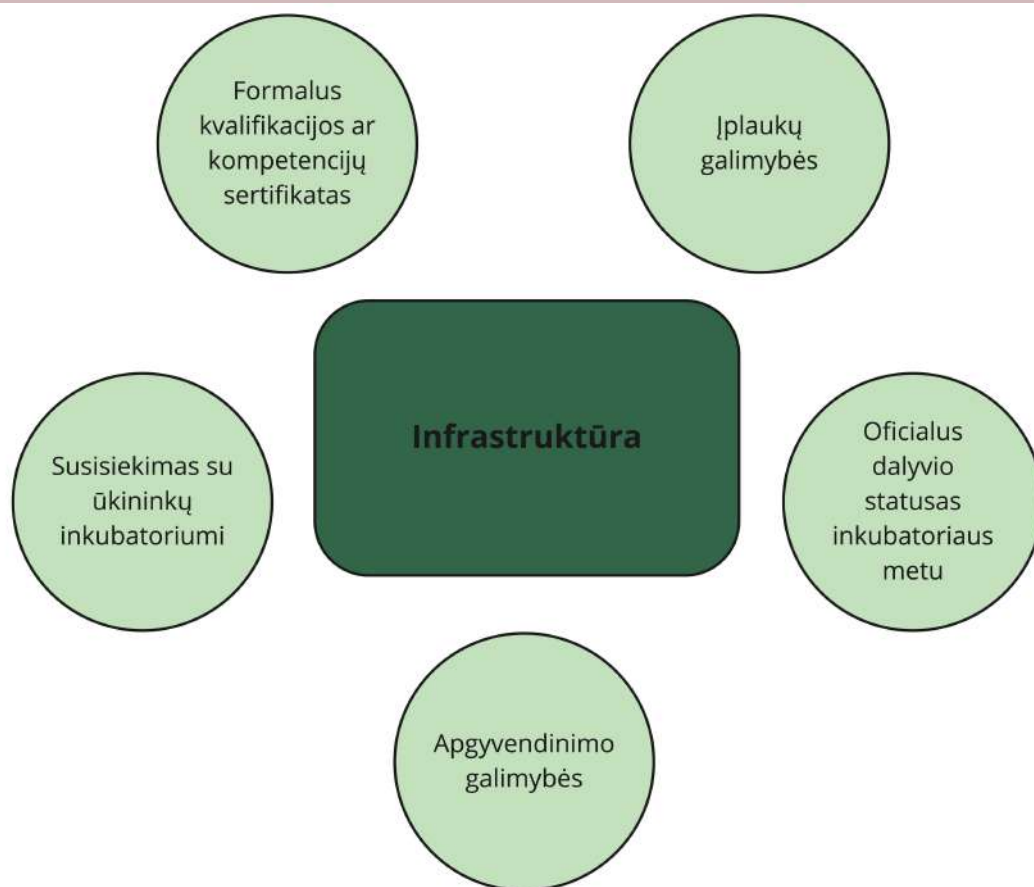 Formalus
kvalifikacijos ar
kompetencijų
sertifikatas
Įplaukų
galimybės
Infrastruktūra
Susisiekimas su
ūkininkų
inkubatoriumi
Oficialus
dalyvio
statusas
inkubatoriaus
metu
Apgyvendinimo
galimybės